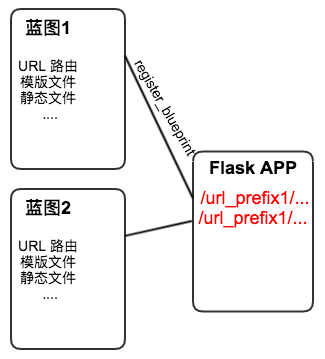 蓝图1
URL 路由
模版文件
静态文件
....
register_blueprint
Flask APP
/url_prefix1/...
/url_prefix1/...
蓝图2
URL 路由
模版文件
静态文件
....